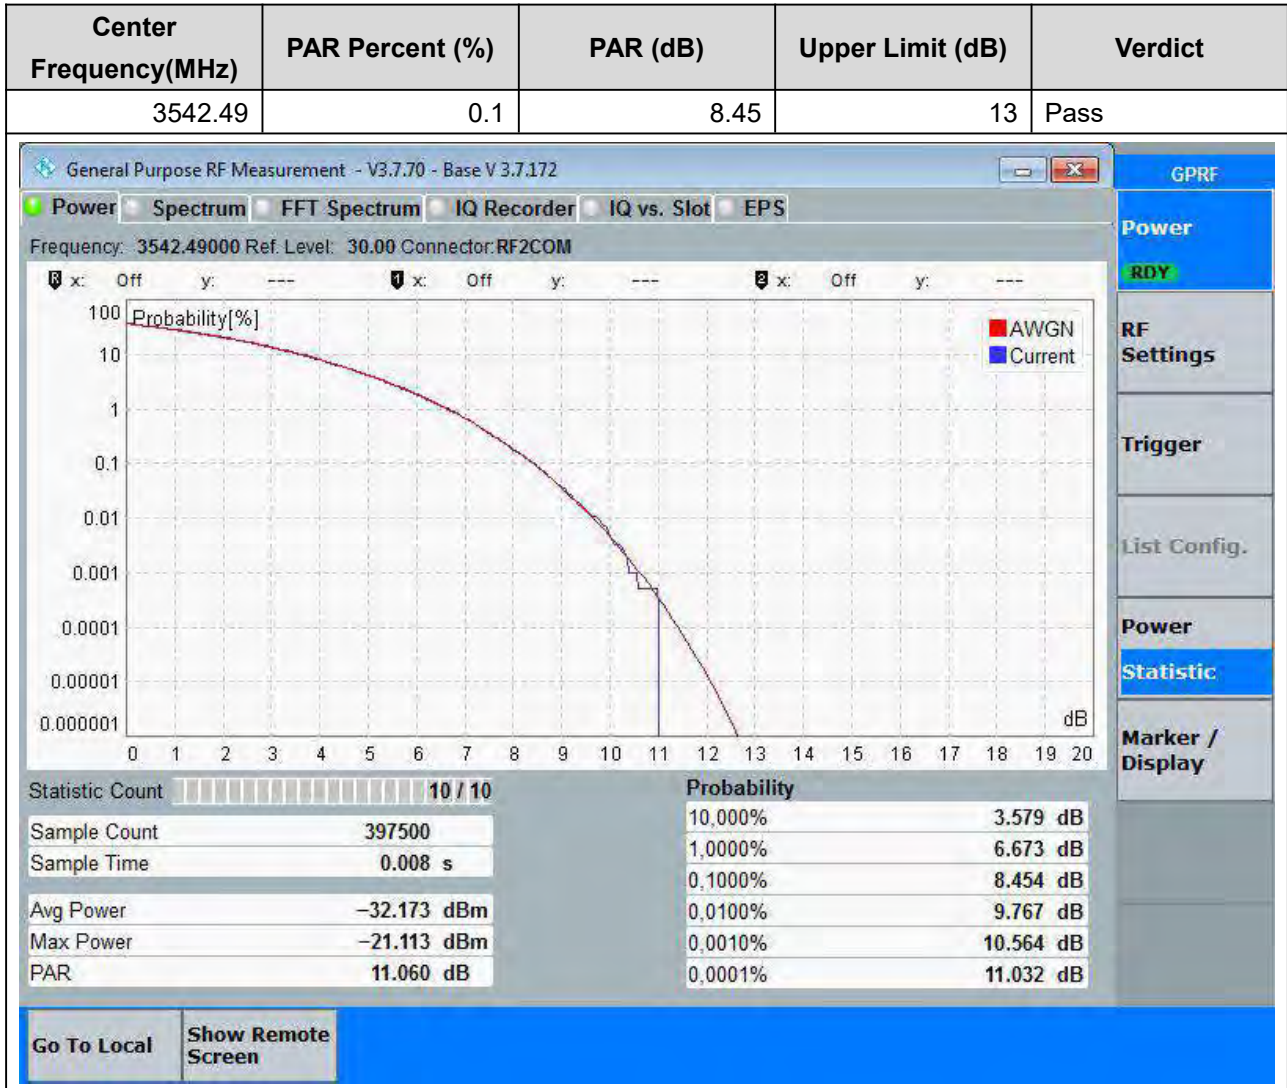 Center Frequency(MHz) PAR Percent (%) PAR (dB) Upper Limit (dB) Verdict
3542.49 0.1 8.45 13 Pass
General Purpose RF Measurement - V3.7.70 - Base V 3.7.172
GPRF
Power Spectrum FFT Spectrum IQ Recorder IQ vs. Slot EPS
Frequency: 3542.49000 Ref. Level: 30.00 Connector:RF2COM
R x: Off y: --- 1 x: Off y: --- 2 x: Off y: ---
Probability[%]
AWGN
Current
100
10
1
0.1
0.01
0.001
0.0001
0.00001
0.000001
dB
0 1 2 3 4 5 6 7 8 9 10 11 12 13 14 15 16 17 18 19 20
Statistic Count 10 / 10
Sample Count 397500
Sample Time 0.008 s
Avg Power −32.173 dBm
Max Power −21.113 dBm
PAR 11.060 dB
Probability
10,000% 3.579 dB
1,0000% 6.673 dB
0,1000% 8.454 dB
0,0100% 9.767 dB
0,0010% 10.564 dB
0,0001% 11.032 dB
Power
RDY
RF
Settings
Trigger
List Config.
Power
Statistic
Marker /
Display
Go To Local
Show Remote
Screen